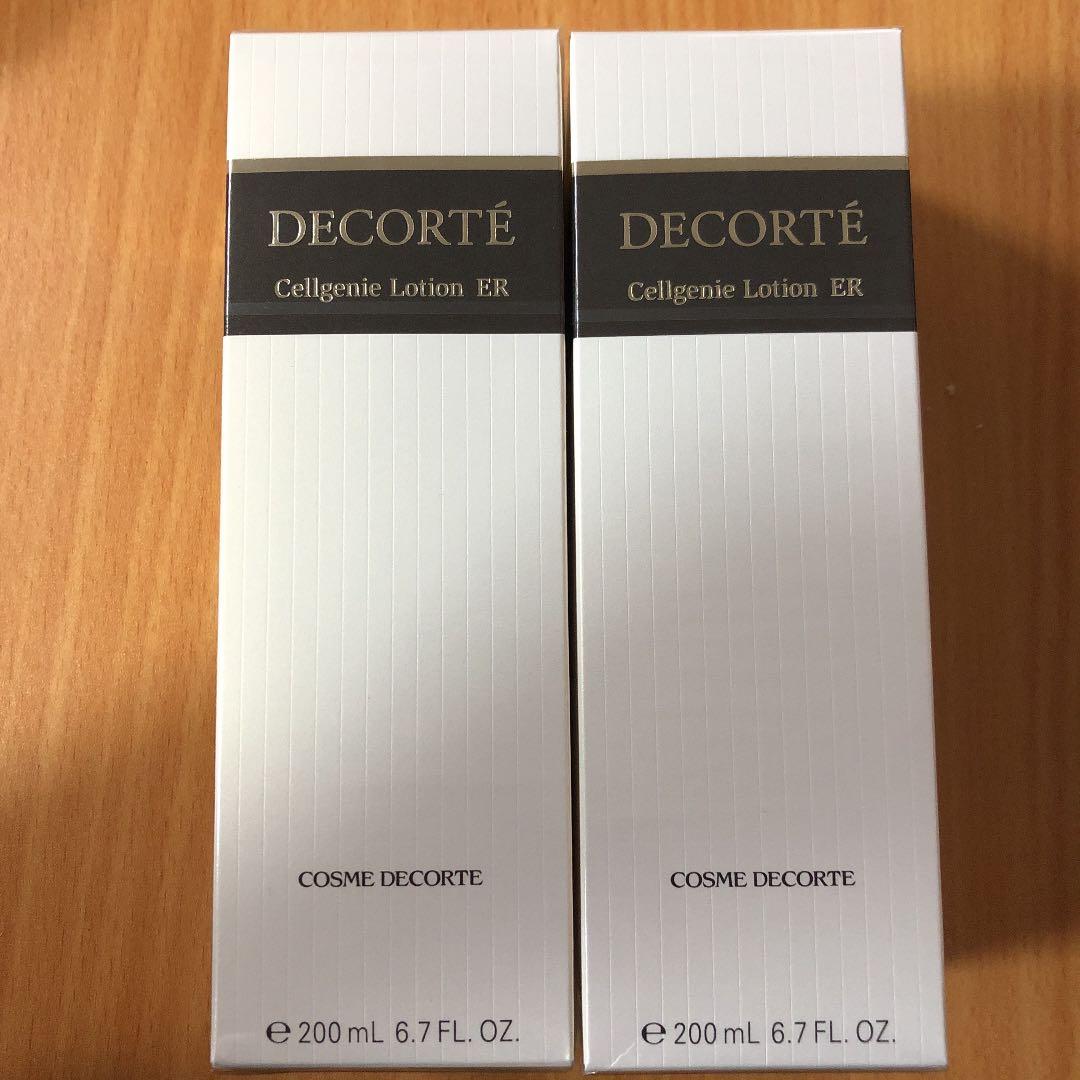 DECORTÉ
Cellgenie Lotion ER
COSME DECORTE
℮ 200 mL 6.7 FL. OZ.
DECORTÉ
Cellgenie Lotion ER
COSME DECORTE
℮ 200 mL 6.7 FL. OZ.